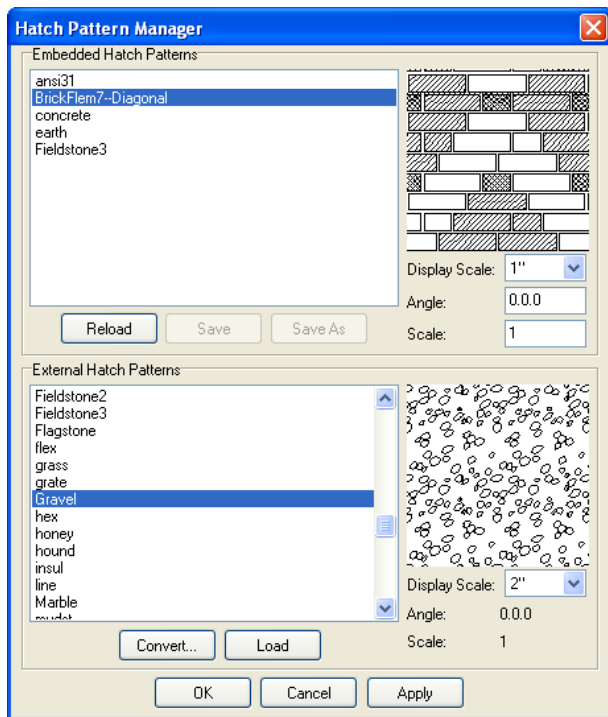 Hatch Pattern Manager
Embedded Hatch Patterns
ansi31
BrickFlem7--Diagonal
concrete
earth
Fieldstone3
Display Scale: 1"
Angle: 0.0.0
Scale: 1
Reload Save Save As
External Hatch Patterns
Fieldstone2
Fieldstone3
Flagstone
flex
grass
grate
Gravel
hex
honey
hound
insul
line
Marble
Display Scale: 2"
Angle: 0.0.0
Scale: 1
Convert... Load
OK Cancel Apply